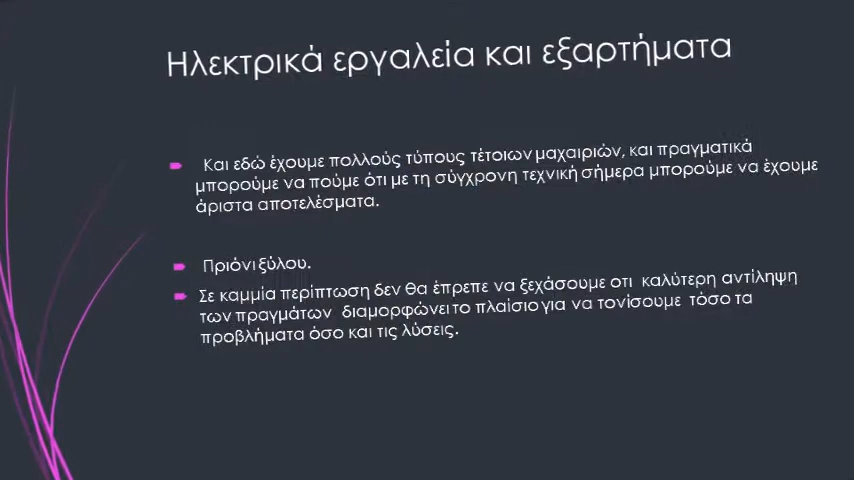 Ηλεκτρικά εργαλεία και εξαρτήματα
Και εδώ έχουμε πολλούς τύπους τέτοιων μαχαιριών, και πραγματικά
μπορούμε να πούμε ότι με τη σύγχρονη τεχνική σήμερα μπορούμε να έχουμε
άριστα αποτελέσματα.
Πριόνι ξύλου.
Σε καμμία περίπτωση δεν θα έπρεπε να ξεχάσουμε οτι καλύτερη αντίληψη
των πραγμάτων διαμορφώνει το πλαίσιο για να τονίσουμε τόσο τα
προβλήματα όσο και τις λύσεις.